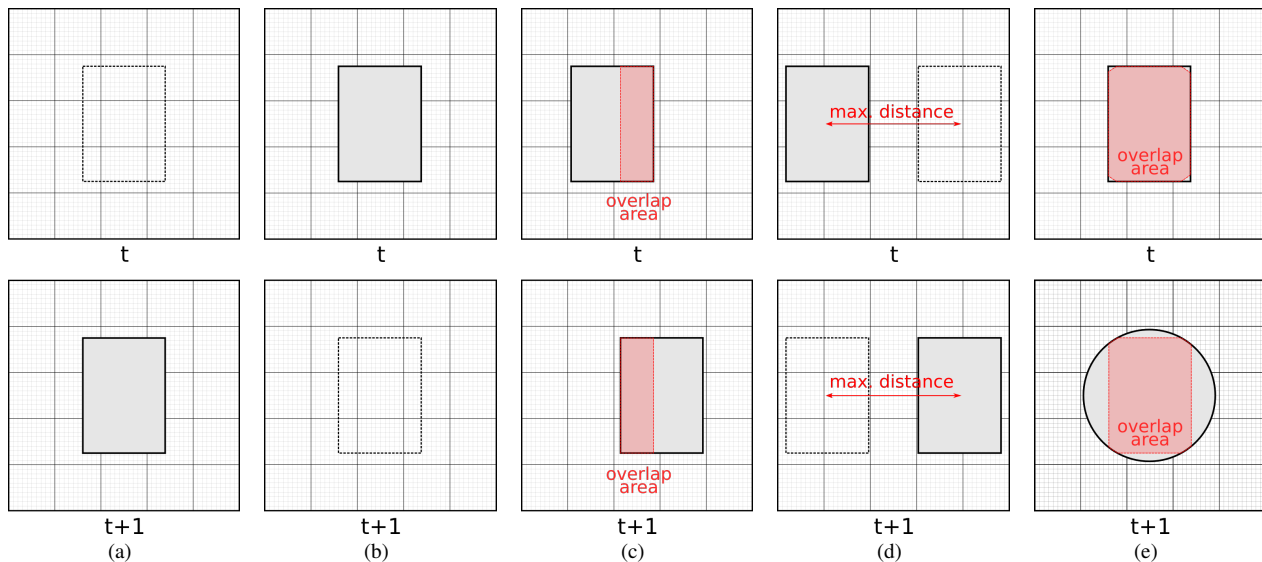 max. distance
overlap
area
overlap
area
t
t
t
t
t
max. distance
overlap
area
overlap
area
t+1
t+1
t+1
t+1
t+1
(a)
(b)
(c)
(d)
(e)